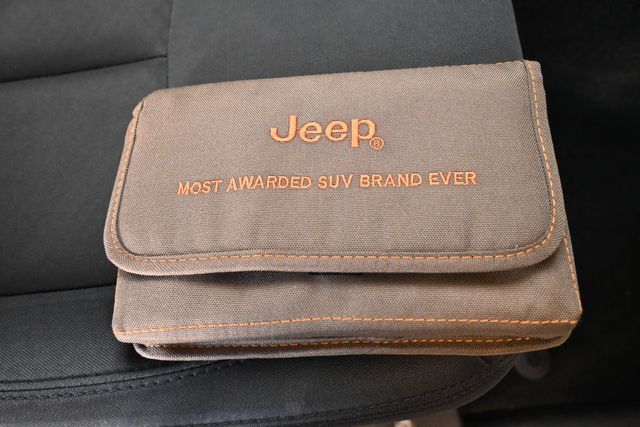 Jeep®
MOST AWARDED SUV BRAND EVER